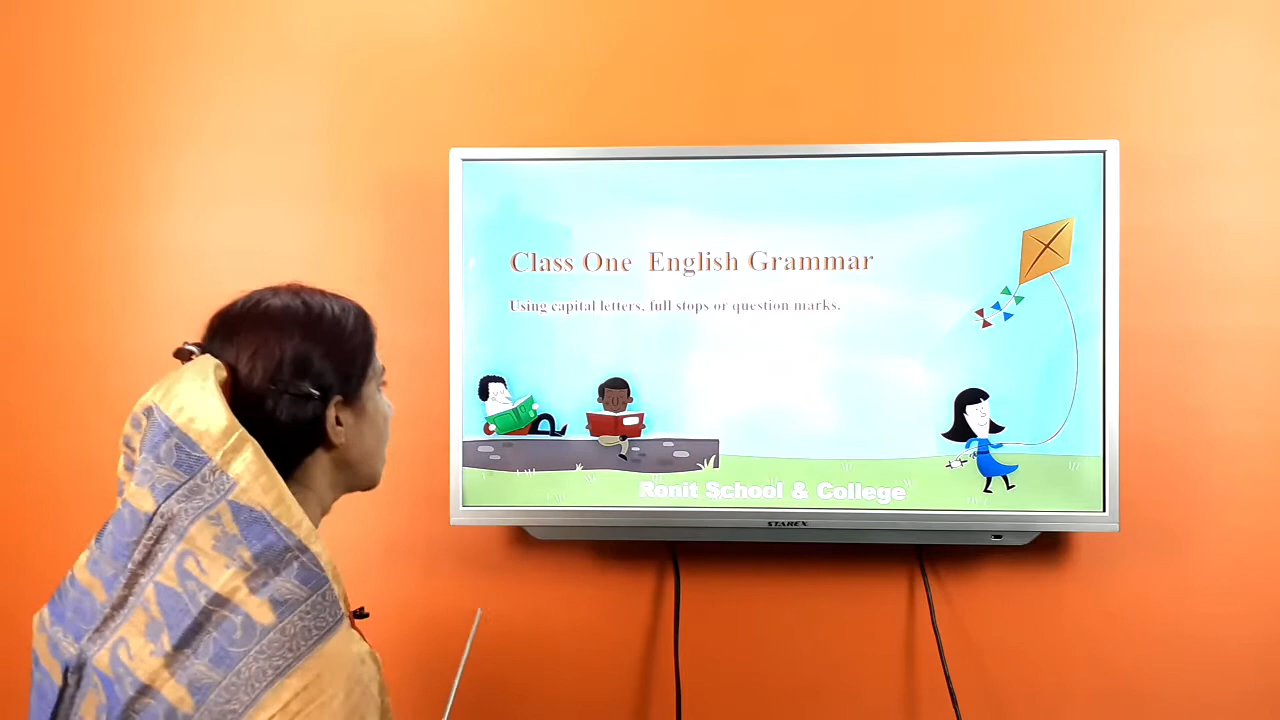 Class One English Grammar
Using capital letters, full stops or question marks.
Ronit School & College
STAREX